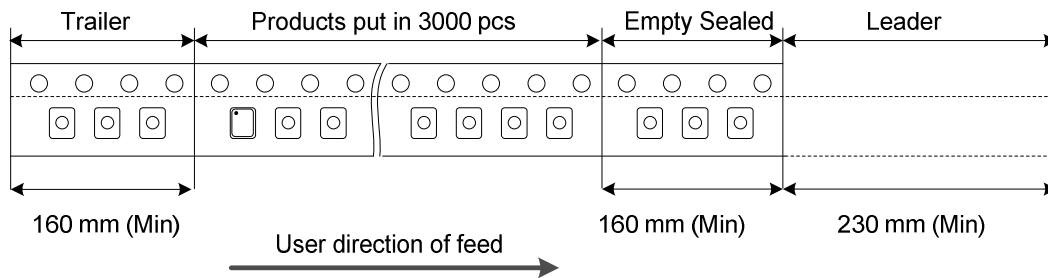 Trailer
Products put in 3000 pcs
Empty Sealed
Leader
160 mm (Min)
160 mm (Min)
230 mm (Min)
User direction of feed